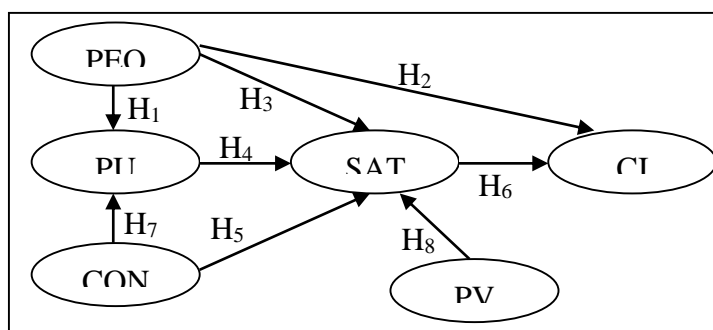 PEO
H₂
H₃
H₁
PU
H₄
SAT
CI
H₆
H₇
H₅
H₈
CON
PV